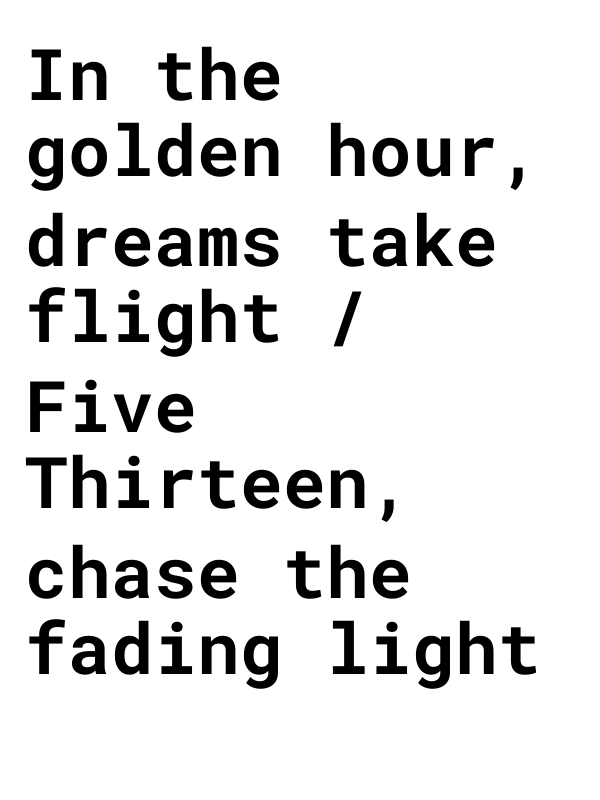 In the
golden hour,
dreams take
flight /
Five
Thirteen,
chase the
fading light